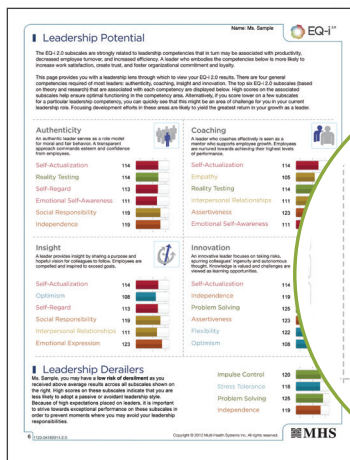 Name: Ms. Sample
EQ-i
Leadership Potential
The EQ-i 2.0 subscales are strongly related to leadership competencies that in turn may be associated with productivity,
decreased employee turnover, and increased efficiency. A leader who embodies the competencies below is more likely to
increase work satisfaction, create trust, and foster organizational commitment and loyalty.
This page provides you with a leadership lens through which to view your EQ-i 2.0 results. There are four general
competencies required of most leaders: authenticity, coaching, insight and innovation. The top six EQ-i 2.0 subscales (based
on theory and research) that are associated with each competency are displayed below. High scores on the associated
subscales help ensure optimal functioning in the competency area. Alternatively, if you score lower on a few subscales
for a particular leadership competency, you can quickly see that this might be an area of challenge for you in your current
leadership role. Focusing development efforts in these areas are likely to yield the greatest return in your growth as a leader.
Authenticity
An authentic leader serves as a role model
for moral and fair behavior. A transparent
approach commands esteem and confidence
from employees.
Self-Actualization 114
Reality Testing 114
Self-Regard 113
Emotional Self-Awareness 111
Social Responsibility 119
Independence 119
Coaching
A leader who coaches effectively is seen as a
mentor who supports employee growth. Employees
are nurtured towards achieving their highest levels
of performance.
Self-Actualization 114
Empathy 105
Reality Testing 114
Interpersonal Relationships 111
Assertiveness 123
Emotional Self-Awareness 111
Insight
A leader provides insight by sharing a purpose and
hopeful vision for colleagues to follow. Employees are
compelled and inspired to exceed goals.
Self-Actualization 114
Optimism 108
Self-Regard 113
Social Responsibility 119
Interpersonal Relationships 111
Emotional Expression 123
Innovation
An innovative leader focuses on taking risks,
spurring colleagues' ingenuity and autonomous
thought. Knowledge is valued and challenges are
viewed as learning opportunities.
Self-Actualization 114
Independence 119
Problem Solving 125
Assertiveness 123
Flexibility 122
Optimism 108
Leadership Derailers
Ms. Sample, you may have a low risk of derailment as you
received above average results across all subscales shown on
the right. High scores on these subscales indicate that you are
less likely to adopt a passive or avoidant leadership style.
Because of high expectations placed on leaders, it is important
to strive towards exceptional performance on these subscales in
order to prevent moments where you may avoid your leadership
responsibilities.
Impulse Control 120
Stress Tolerance 116
Problem Solving 125
Independence 119
6
Copyright © 2012 Multi-Health Systems Inc. All rights reserved.
MHS